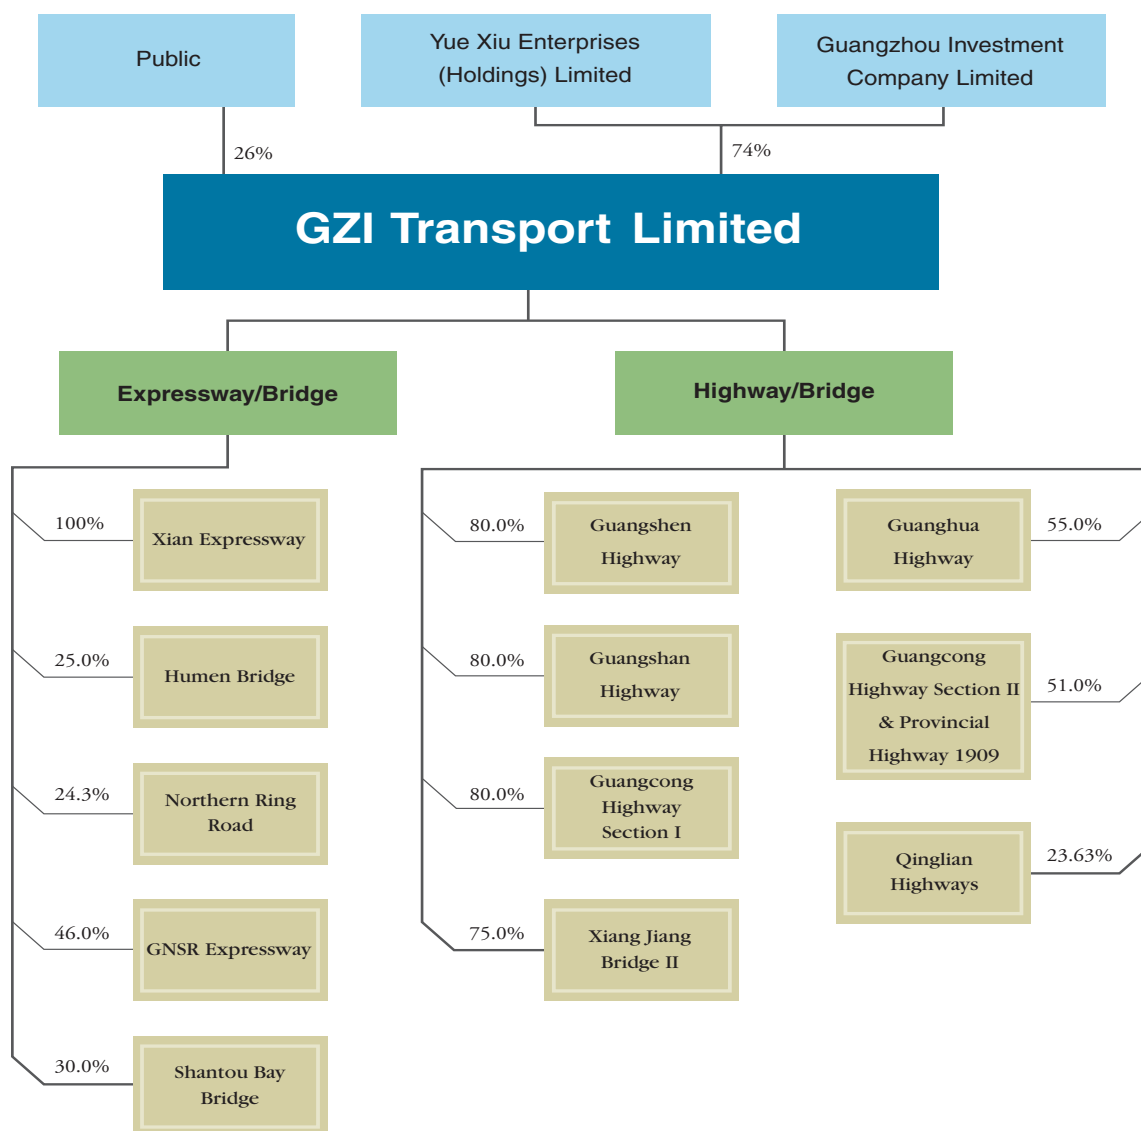 Public
Yue Xiu Enterprises
(Holdings) Limited
Guangzhou Investment
Company Limited
26%
74%
GZI Transport Limited
Expressway/Bridge
Highway/Bridge
100%
Xian Expressway
25.0%
Humen Bridge
24.3%
Northern Ring
Road
46.0%
GNSR Expressway
30.0%
Shantou Bay
Bridge
80.0%
Guangshen
Highway
80.0%
Guangshan
Highway
80.0%
Guangcong
Highway
Section I
75.0%
Xiang Jiang
Bridge II
Guanghua
Highway
55.0%
Guangcong
Highway Section II
& Provincial
Highway 1909
51.0%
Qinglian
Highways
23.63%